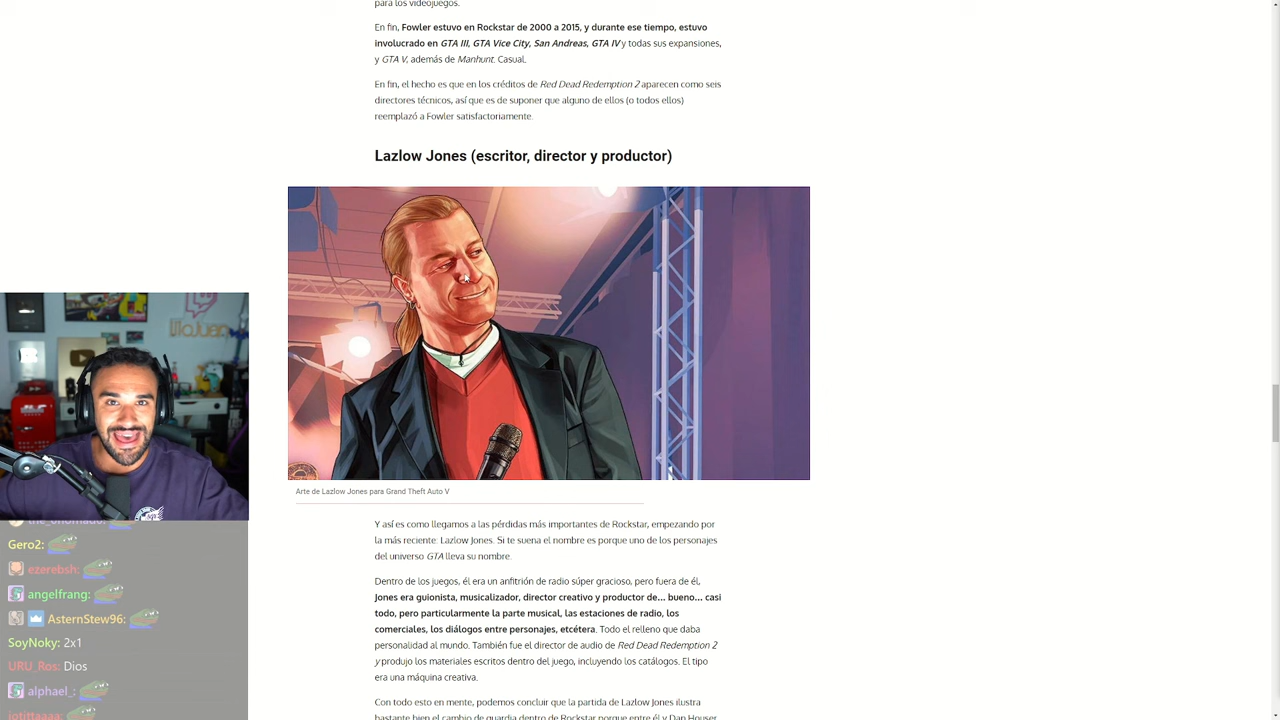 para los videojuegos.
En fin, Fowler estuvo en Rockstar de 2000 a 2015, y durante ese tiempo, estuvo
involucrado en GTA III, GTA Vice City, San Andreas, GTA IV y todas sus expansiones,
y GTA V, además de Manhunt. Casual.
En fin, el hecho es que en los créditos de Red Dead Redemption 2 aparecen como seis
directores técnicos, así que es de suponer que alguno de ellos (o todos ellos)
reemplazó a Fowler satisfactoriamente.
Lazlow Jones (escritor, director y productor)
Arte de Lazlow Jones para Grand Theft Auto V
Y así es como llegamos a las pérdidas más importantes de Rockstar, empezando por
la más reciente: Lazlow Jones. Si te suena el nombre es porque uno de los personajes
del universo GTA lleva su nombre.
Dentro de los juegos, él era un anfitrión de radio súper gracioso, pero fuera de él,
Jones era guionista, musicalizador, director creativo y productor de... bueno... casi
todo, pero particularmente la parte musical, las estaciones de radio, los
comerciales, los diálogos entre personajes, etcétera. Todo el relleno que daba
personalidad al mundo. También fue el director de audio de Red Dead Redemption 2
y produjo los materiales escritos dentro del juego, incluyendo los catálogos. El tipo
era una máquina creativa.
Con todo esto en mente, podemos concluir que la partida de Lazlow Jones ilustra
bastante bien el cambio de guardia dentro de Rockstar porque entre él y Dan Houser
Gero2:
ezerebsh:
angelfrang:
AsternStew96:
SoyNoky: 2x1
URU_Ros: Dios
alphael_: